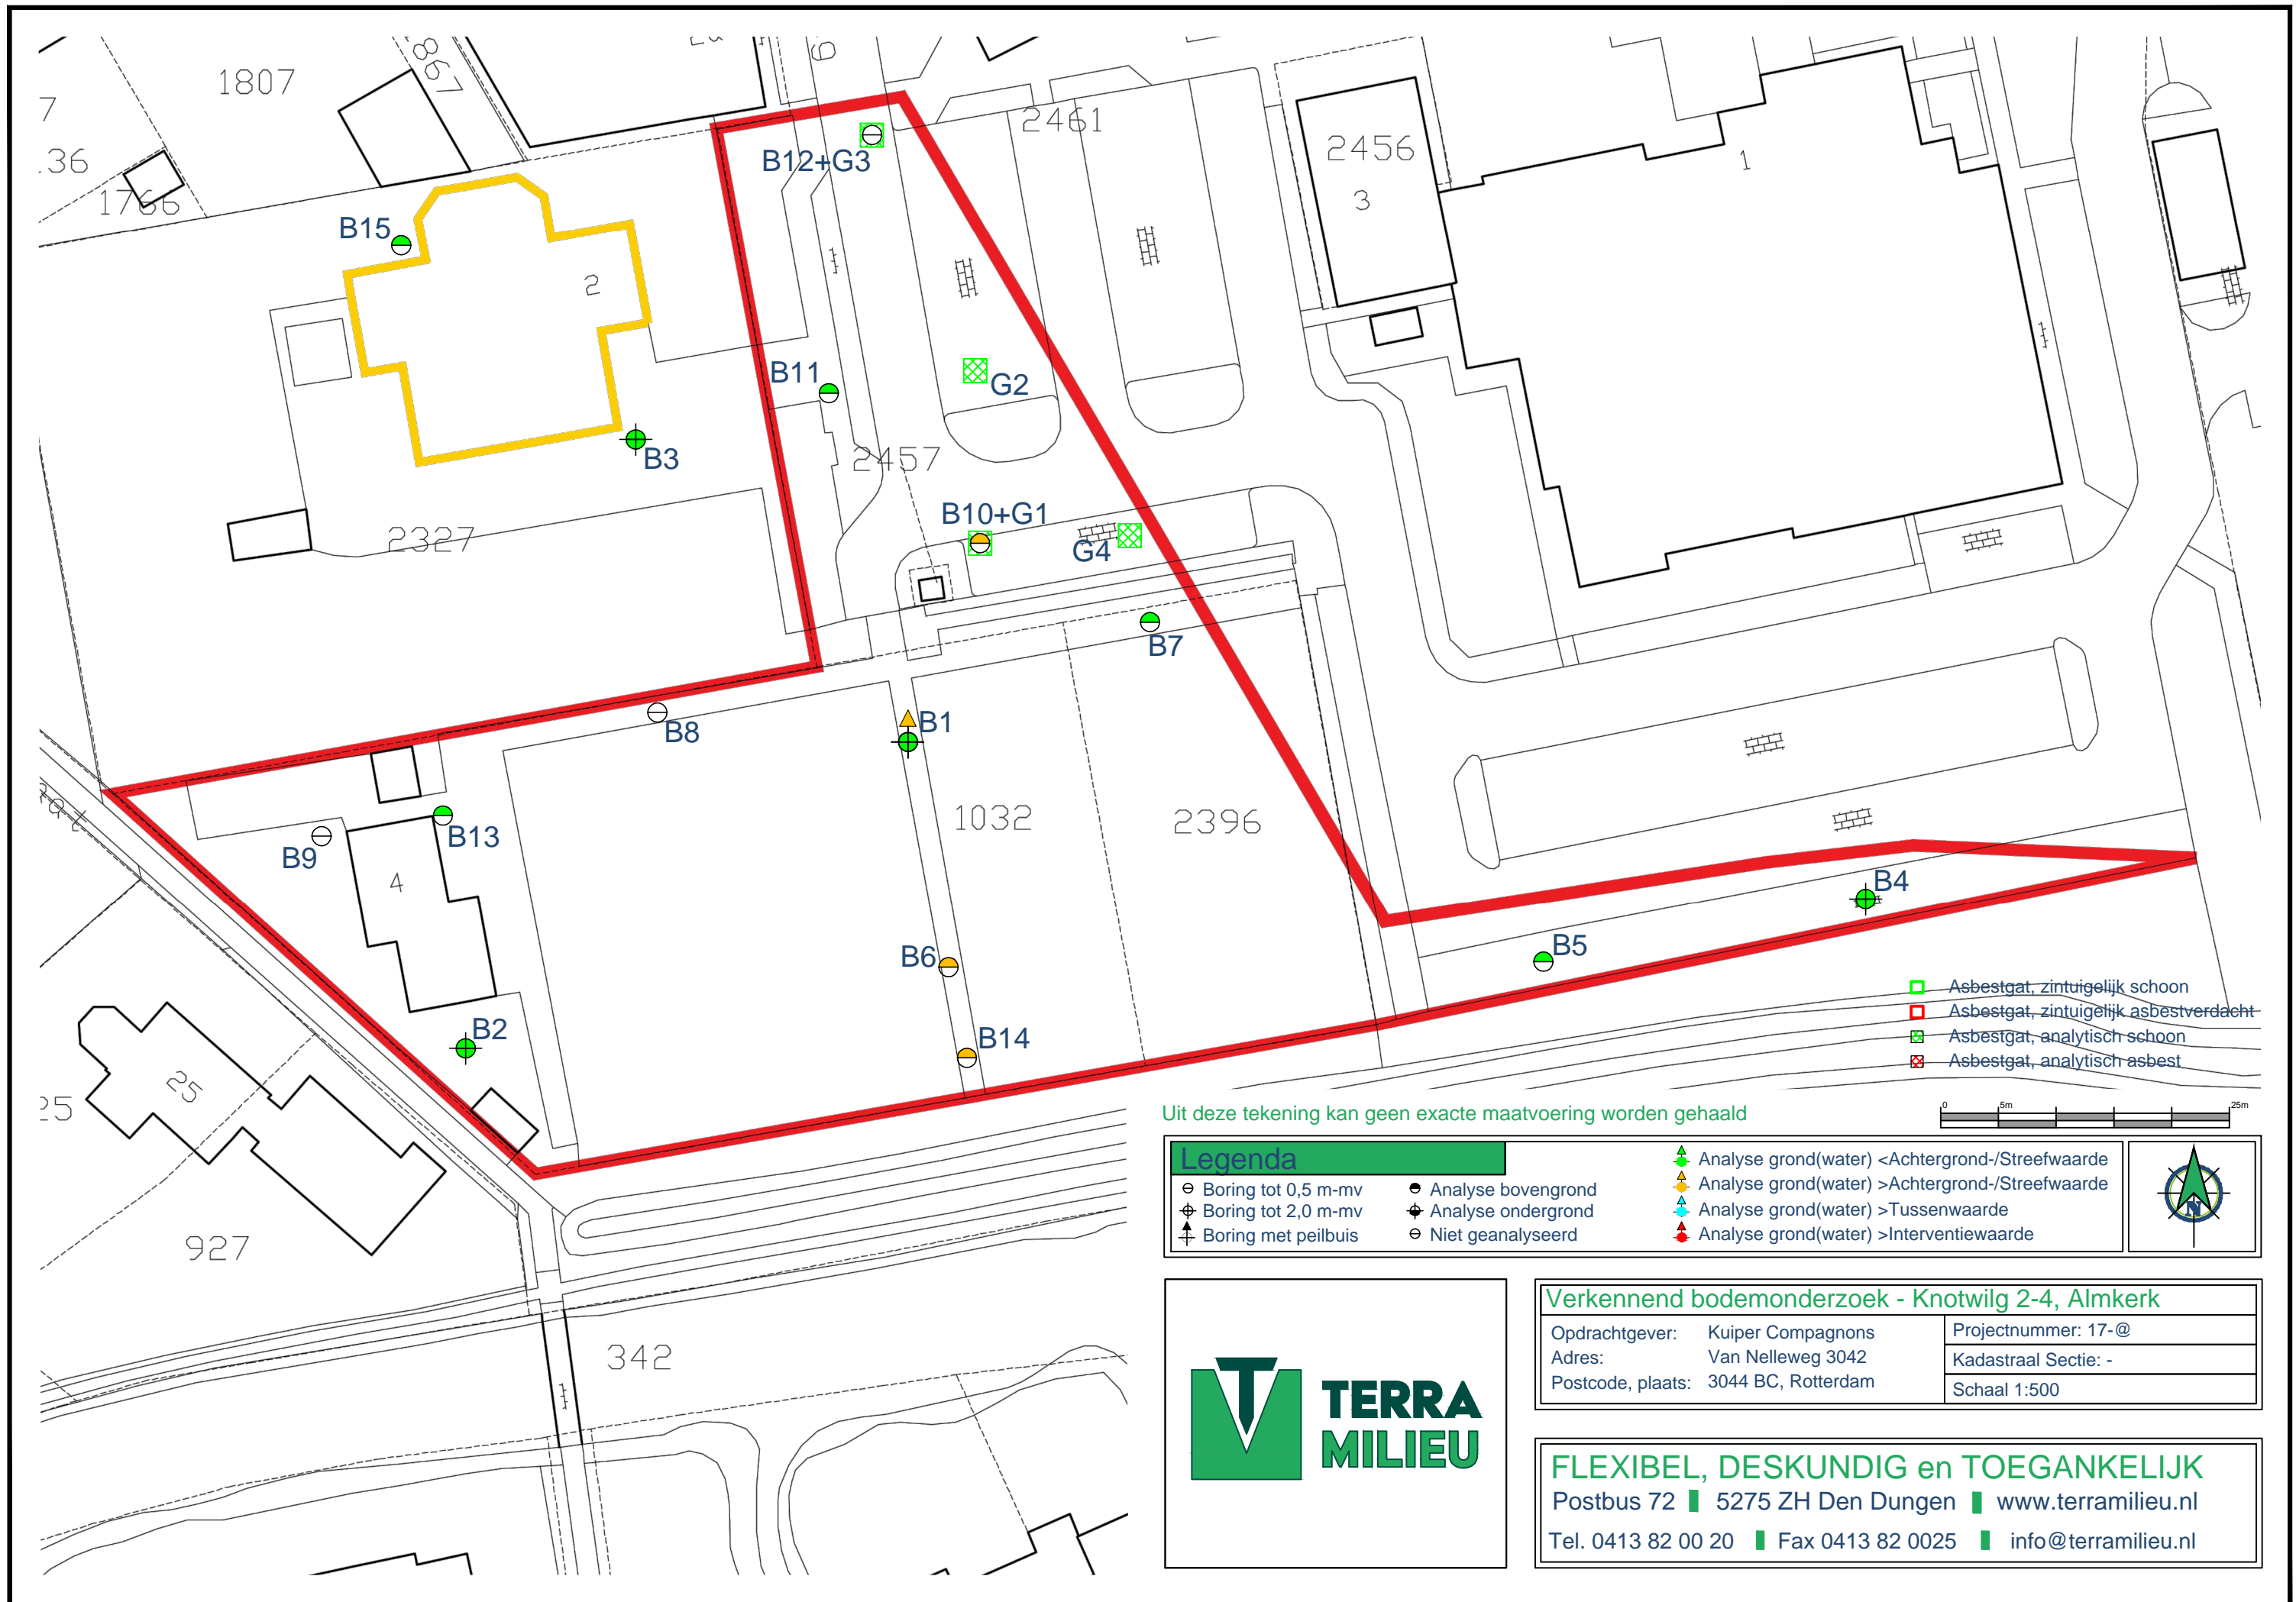 1807
867
7
136
1766
2461
2456
3
1
B12+G3
B15
2
B11
G2
B3
2457
B10+G1
G4
2327
B7
B8
B1
1032
2396
B13
B9
4
B4
B6
B5
B2
B14
25
25
927
342
Asbestgat, zintuigelijk schoon
Asbestgat, zintuigelijk asbestverdacht
Asbestgat, analytisch schoon
Asbestgat, analytisch asbest
Uit deze tekening kan geen exacte maatvoering worden gehaald
0 5m 25m
Legenda
Boring tot 0,5 m-mv
Boring tot 2,0 m-mv
Boring met peilbuis
Analyse bovengrond
Analyse ondergrond
Niet geanalyseerd
Analyse grond(water) <Achtergrond-/Streefwaarde
Analyse grond(water) >Achtergrond-/Streefwaarde
Analyse grond(water) >Tussenwaarde
Analyse grond(water) >Interventiewaarde
N
TERRA
MILIEU
Verkennend bodemonderzoek - Knotwilg 2-4, Almkerk
Opdrachtgever: Kuiper Compagnons
Adres: Van Nelleweg 3042
Postcode, plaats: 3044 BC, Rotterdam
Projectnummer: 17-@
Kadastraal Sectie: -
Schaal 1:500
FLEXIBEL, DESKUNDIG en TOEGANKELIJK
Postbus 72 5275 ZH Den Dungen www.terramilieu.nl
Tel. 0413 82 00 20 Fax 0413 82 0025 info@terramilieu.nl